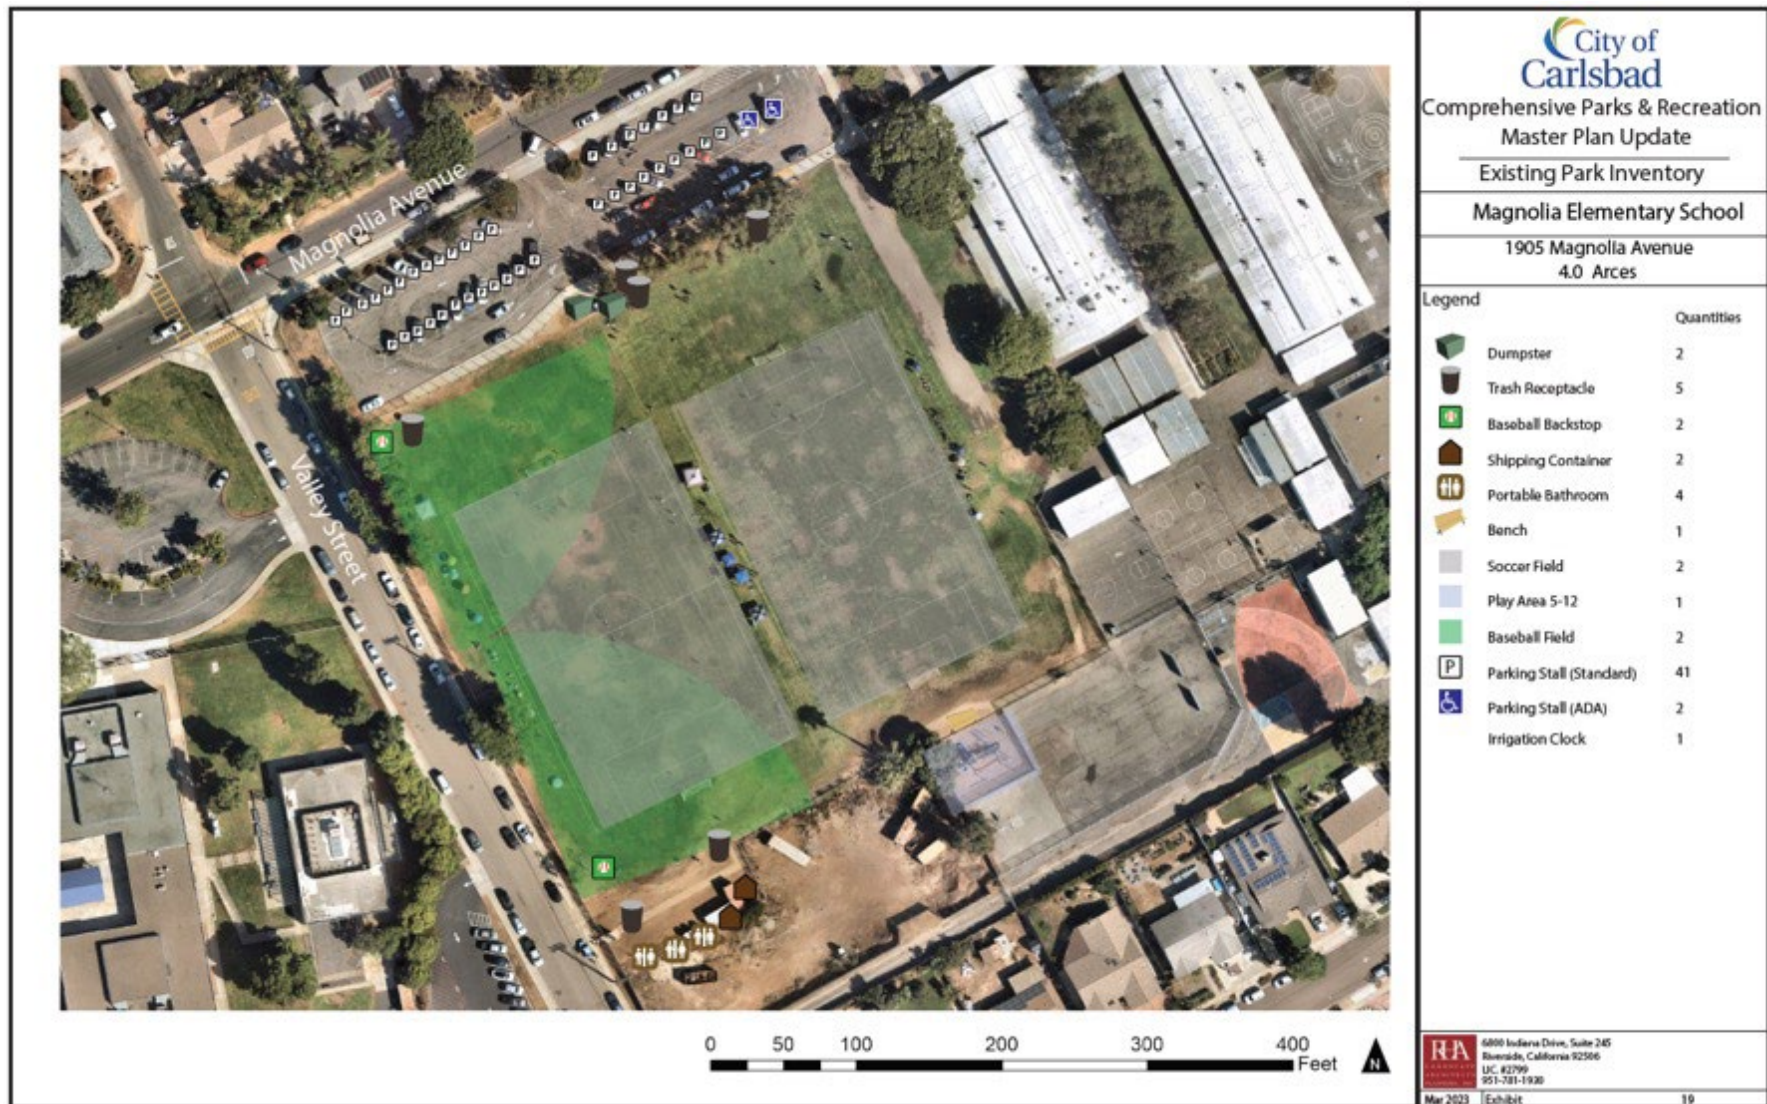 City of
Carlsbad
Comprehensive Parks & Recreation
Master Plan Update
Existing Park Inventory
Magnolia Elementary School
1905 Magnolia Avenue
4.0 Arces
Legend
Quantities
Dumpster 2
Trash Receptacle 5
Baseball Backstop 2
Shipping Container 2
Portable Bathroom 4
Bench 1
Soccer Field 2
Play Area 5-12 1
Baseball Field 2
P Parking Stall (Standard) 41
Parking Stall (ADA) 2
Irrigation Clock 1
Magnolia Avenue
Valley Street
0 50 100 200 300 400
Feet
N
RHA
6800 Indiana Drive, Suite 245
Riverside, California 92506
LIC. #2799
951-781-1930
Mar 2023 Exhibit 19